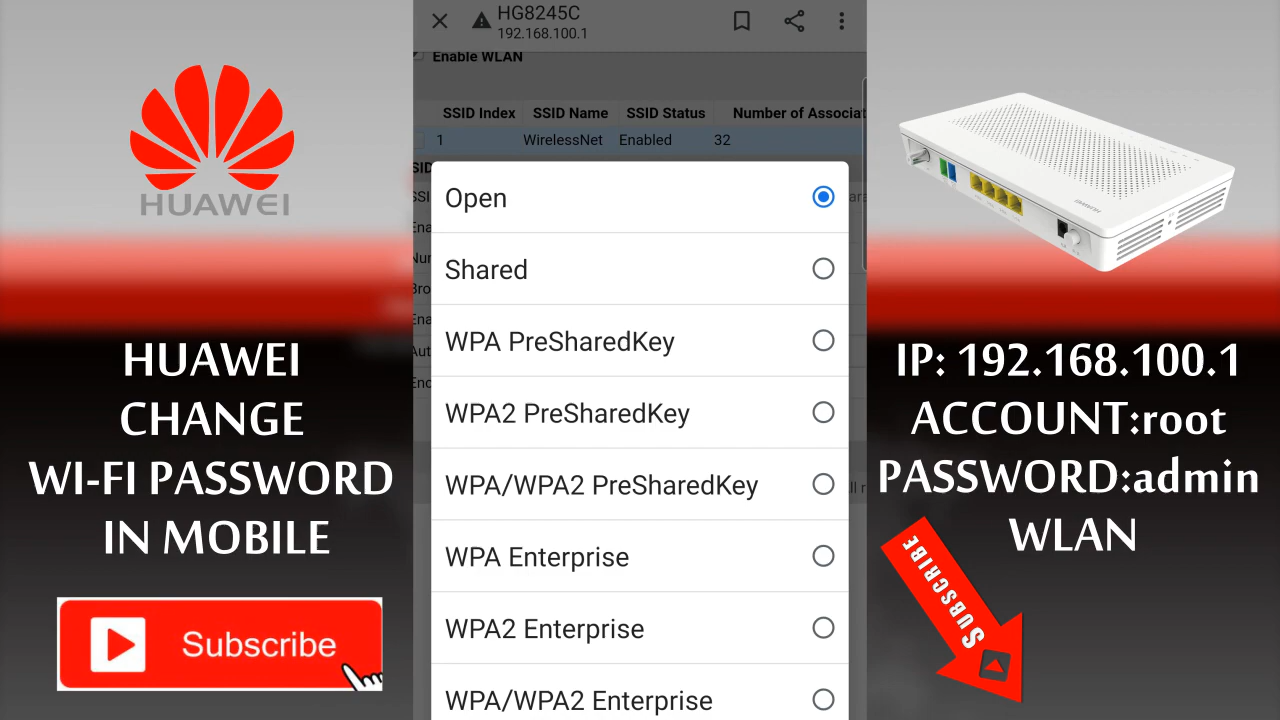 HUAWEI
HUAWEI
CHANGE
WI-FI PASSWORD
IN MOBILE
Subscribe
HG8245C
192.168.100.1
Enable WLAN
SSID Index SSID Name SSID Status Number of Associat
1 WirelessNet Enabled 32
Open
Shared
WPA PreSharedKey
WPA2 PreSharedKey
WPA/WPA2 PreSharedKey
WPA Enterprise
WPA2 Enterprise
WPA/WPA2 Enterprise
HUAWEI
IP: 192.168.100.1
ACCOUNT:root
PASSWORD:admin
WLAN
SUBSCRIBE